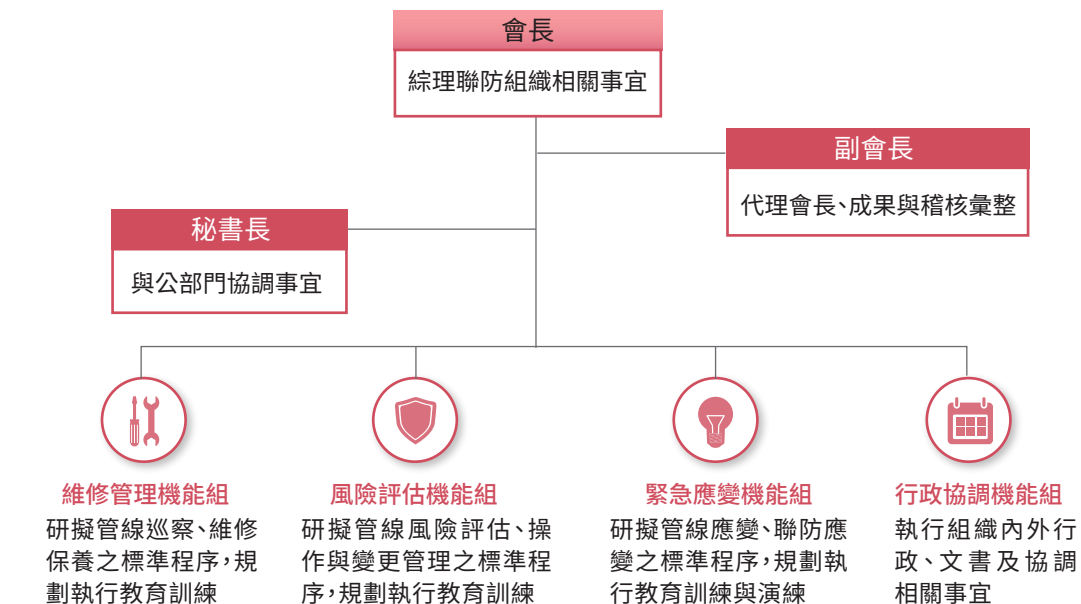 會長
綜理聯防組織相關事宜
副會長
代理會長、成果與稽核彙整
秘書長
與公部門協調事宜
維修管理機能組
研擬管線巡察、維修
保養之標準程序，規
劃執行教育訓練
風險評估機能組
研擬管線風險評估、操
作與變更管理之標準程
序，規劃執行教育訓練
緊急應變機能組
研擬管線應變、聯防應
變之標準程序，規劃執
行教育訓練與演練
行政協調機能組
執行組織內外行
政、文書及協調
相關事宜